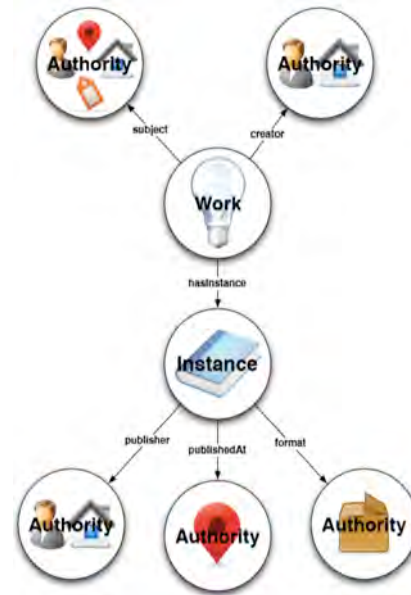 Authority
Authority
subject
creator
Work
hasInstance
Instance
publisher
publishedAt
format
Authority
Authority
Authority